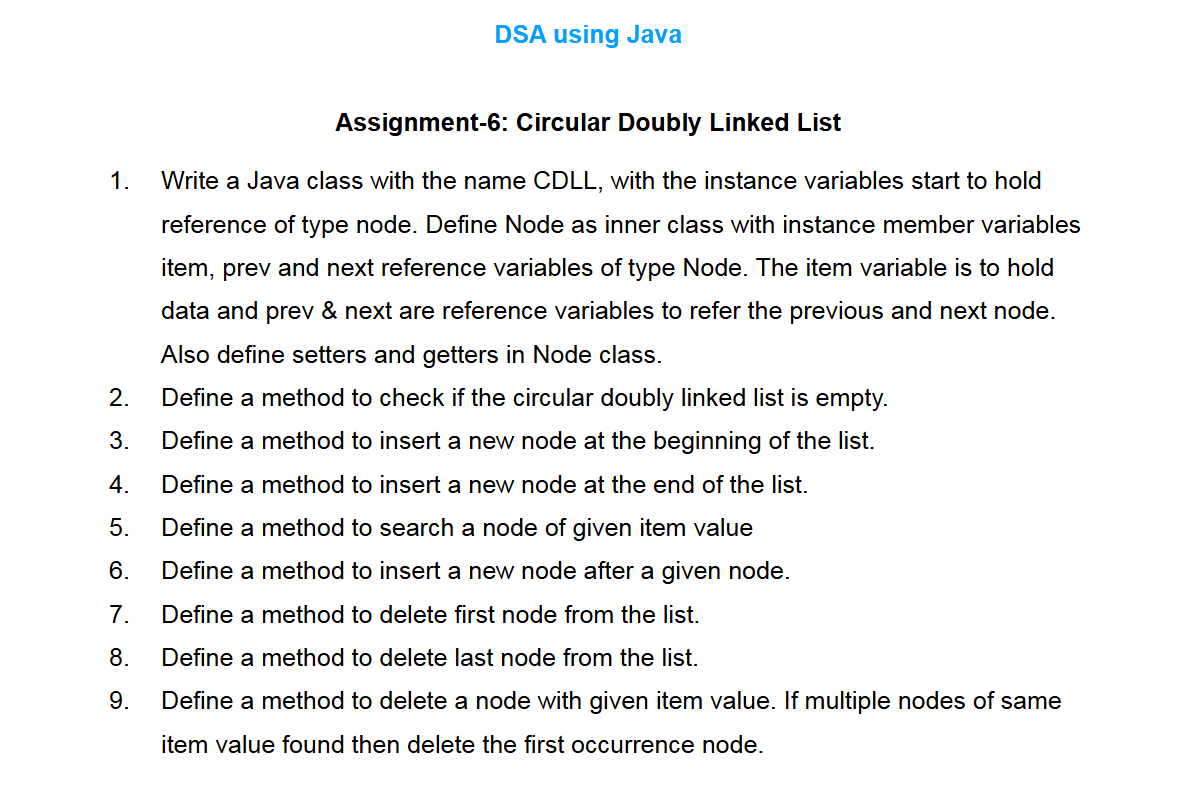 DSA using Java
Assignment-6: Circular Doubly Linked List
1. Write a Java class with the name CDLL, with the instance variables start to hold
reference of type node. Define Node as inner class with instance member variables
item, prev and next reference variables of type Node. The item variable is to hold
data and prev & next are reference variables to refer the previous and next node.
Also define setters and getters in Node class.
2. Define a method to check if the circular doubly linked list is empty.
3. Define a method to insert a new node at the beginning of the list.
4. Define a method to insert a new node at the end of the list.
5. Define a method to search a node of given item value
6. Define a method to insert a new node after a given node.
7. Define a method to delete first node from the list.
8. Define a method to delete last node from the list.
9. Define a method to delete a node with given item value. If multiple nodes of same
item value found then delete the first occurrence node.